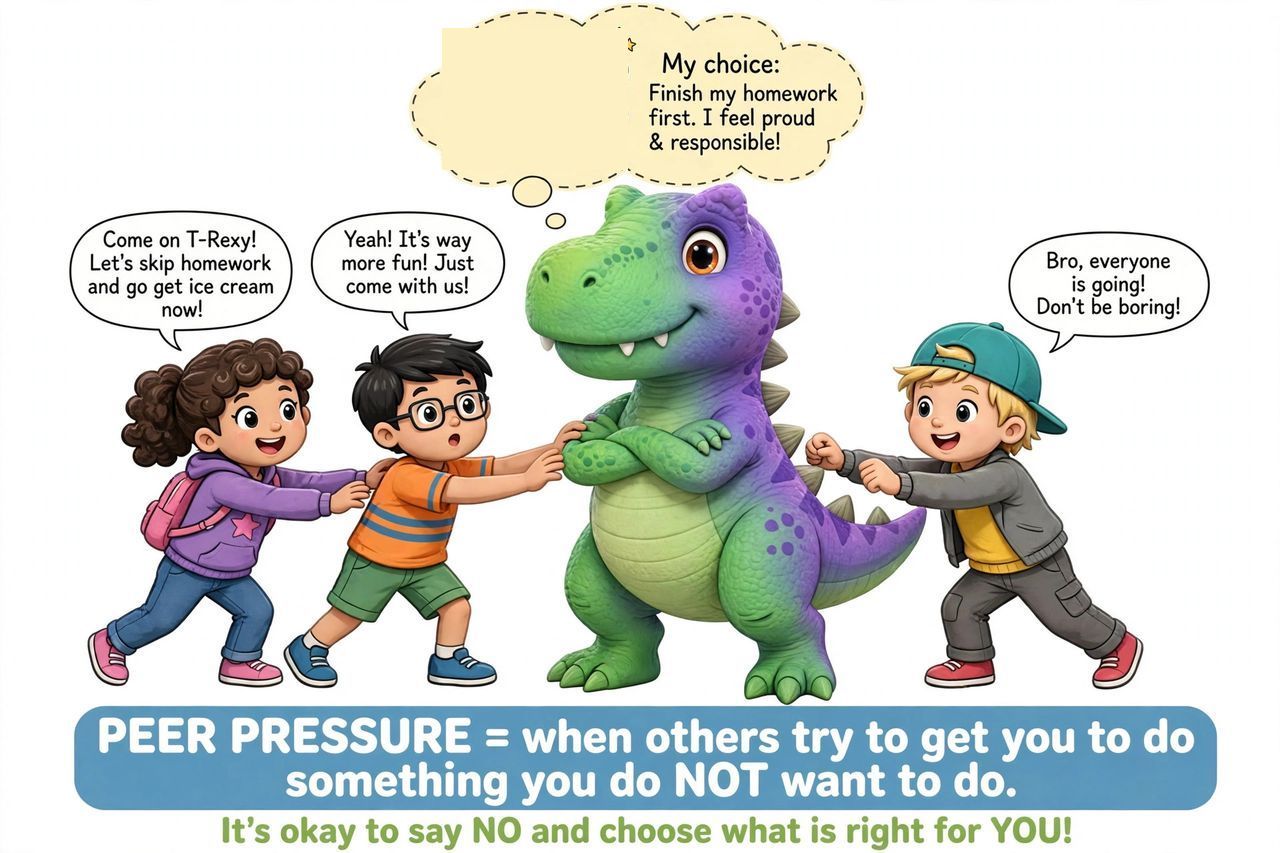 My choice:
Finish my homework
first. I feel proud
& responsible!
Come on T-Rexy!
Let's skip homework
and go get ice cream
now!
Yeah! It's way
more fun! Just
come with us!
Bro, everyone
is going!
Don't be boring!
PEER PRESSURE = when others try to get you to do
something you do NOT want to do.
It's okay to say NO and choose what is right for YOU!